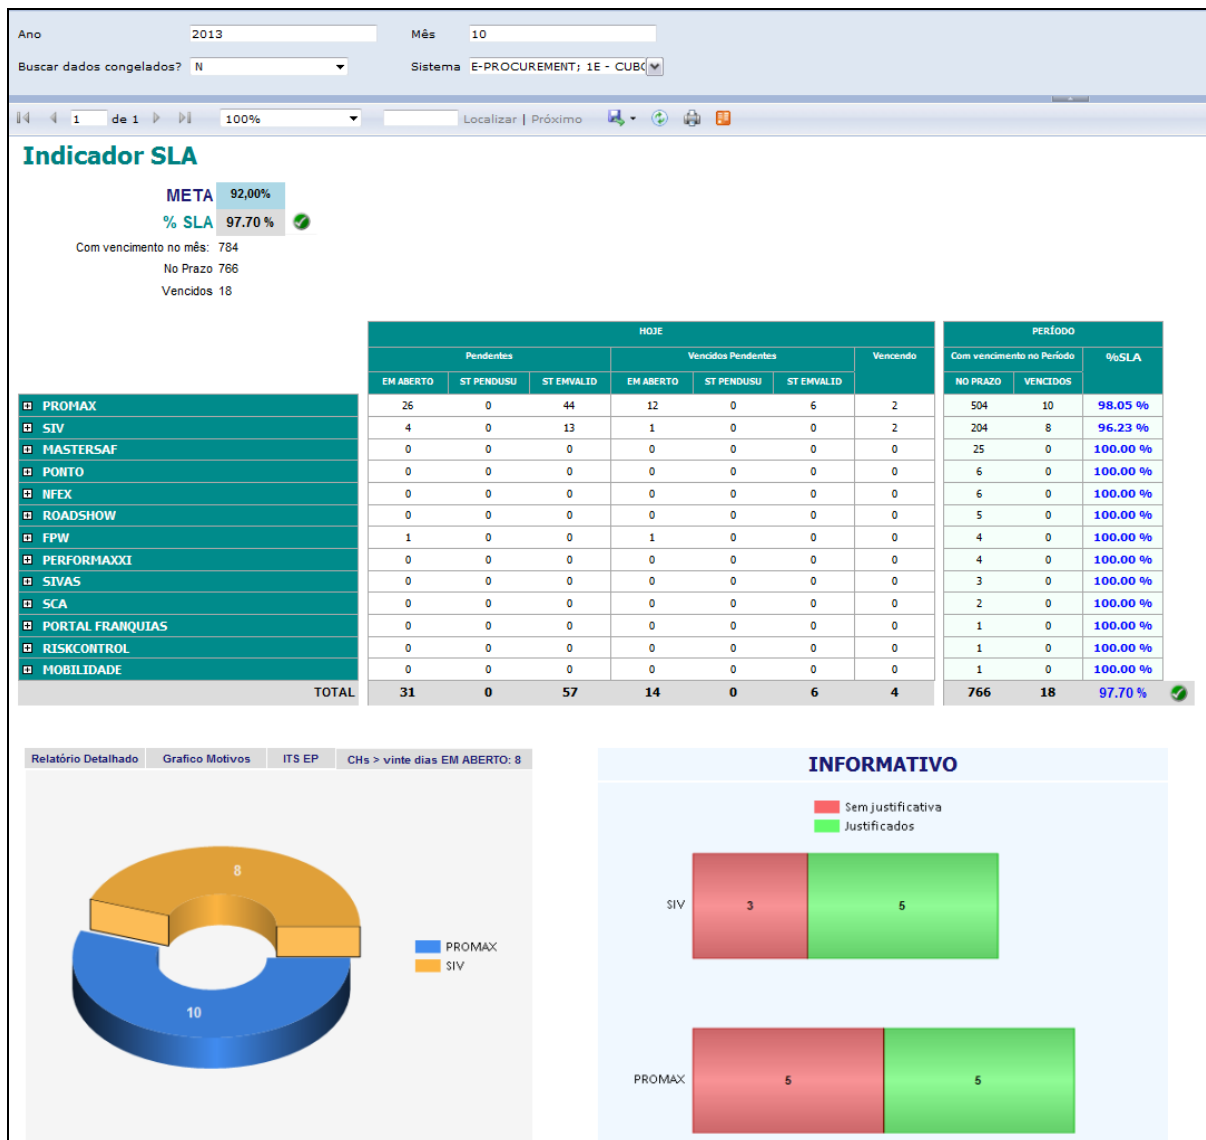 Ano 2013 Mês 10
Buscar dados congelados? N Sistema E-PROCUREMENT; 1E - CUBO
1 de 1 100% Localizar | Próximo
Indicador SLA
META 92,00%
% SLA 97.70 %
Com vencimento no mês: 784
No Prazo 766
Vencidos 18
HOJE PERÍODO
Pendentes Vencidos Pendentes Vencendo Com vencimento no Período %SLA
EM ABERTO ST PENDUSU ST EMVALID EM ABERTO ST PENDUSU ST EMVALID NO PRAZO VENCIDOS
PROMAX 26 0 44 12 0 6 2 504 10 98.05 %
SIV 4 0 13 1 0 0 2 204 8 96.23 %
MASTERSAF 0 0 0 0 0 0 0 25 0 100.00 %
PONTO 0 0 0 0 0 0 0 6 0 100.00 %
NFEX 0 0 0 0 0 0 0 6 0 100.00 %
ROADSHOW 0 0 0 0 0 0 0 5 0 100.00 %
FPW 1 0 0 1 0 0 0 4 0 100.00 %
PERFORMAXXI 0 0 0 0 0 0 0 4 0 100.00 %
SIVAS 0 0 0 0 0 0 0 3 0 100.00 %
SCA 0 0 0 0 0 0 0 2 0 100.00 %
PORTAL FRANQUIAS 0 0 0 0 0 0 0 1 0 100.00 %
RISKCONTROL 0 0 0 0 0 0 0 1 0 100.00 %
MOBILIDADE 0 0 0 0 0 0 0 1 0 100.00 %
TOTAL 31 0 57 14 0 6 4 766 18 97.70 %
Relatório Detalhado Grafico Motivos ITS EP CHs > vinte dias EM ABERTO: 8
8
10
PROMAX
SIV
INFORMATIVO
Sem justificativa
Justificados
SIV 3 5
PROMAX 5 5